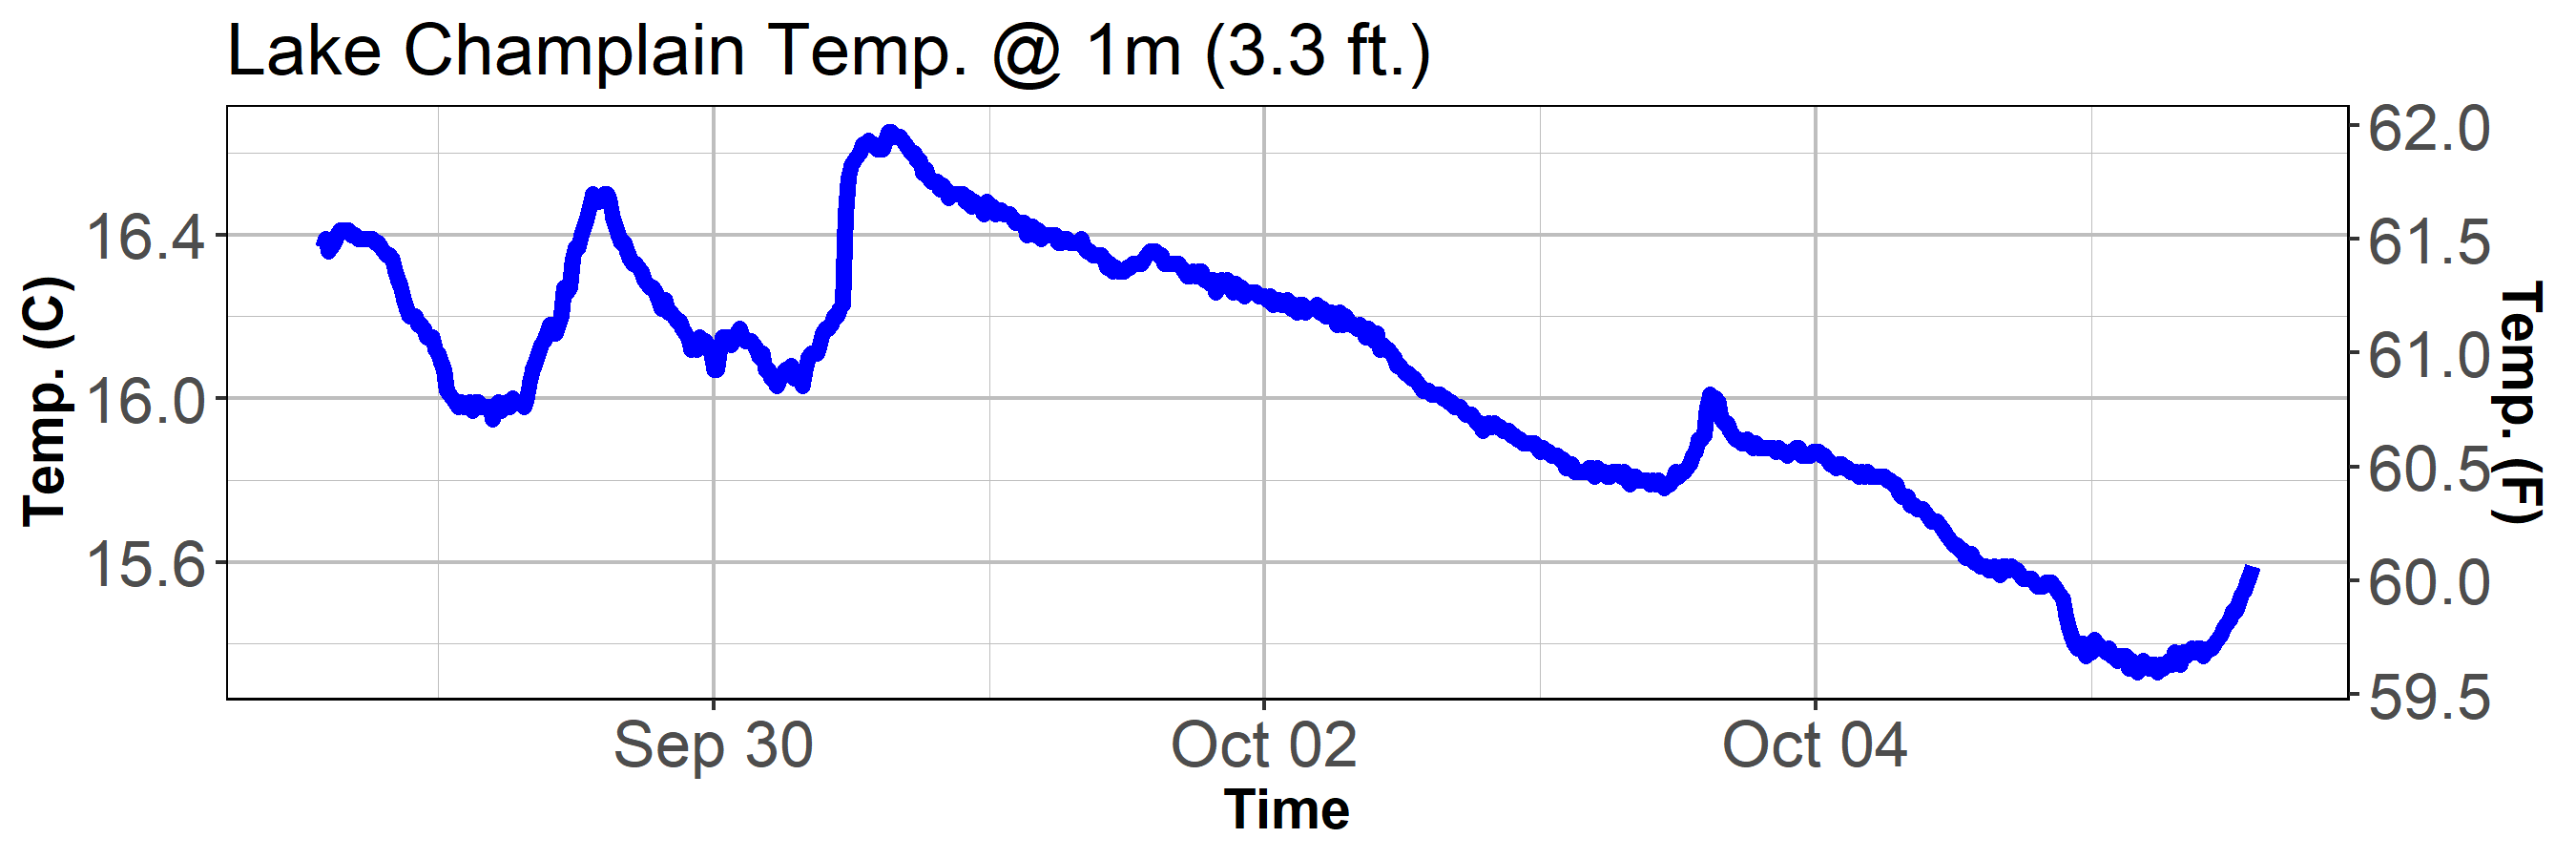 Lake Champlain Temp. @ 1m (3.3 ft.)
Temp. (C)
16.4
16.0
15.6
62.0
61.5
61.0
60.5
60.0
59.5
Temp. (F)
Sep 30 Oct 02 Oct 04
Time